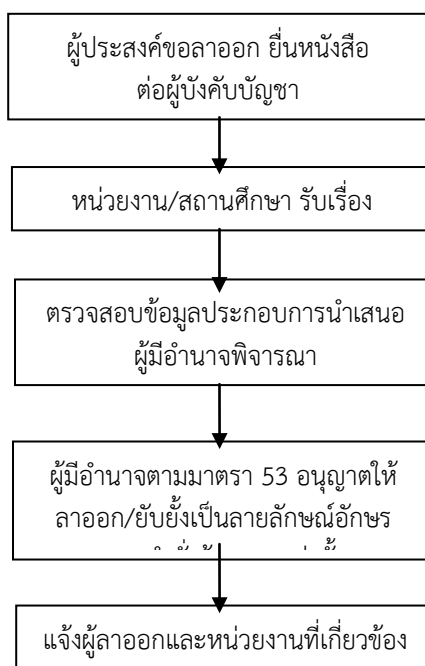 ผู้ประสงค์ขอลาออก ยื่นหนังสือ
ต่อผู้บังคับบัญชา
หน่วยงาน/สถานศึกษา รับเรื่อง
ตรวจสอบข้อมูลประกอบการนำเสนอ
ผู้มีอำนาจพิจารณา
ผู้มีอำนาจตามมาตรา 53 อนุญาตให้
ลาออก/ยับยั้งเป็นลายลักษณ์อักษร
แจ้งผู้ลาออกและหน่วยงานที่เกี่ยวข้อง